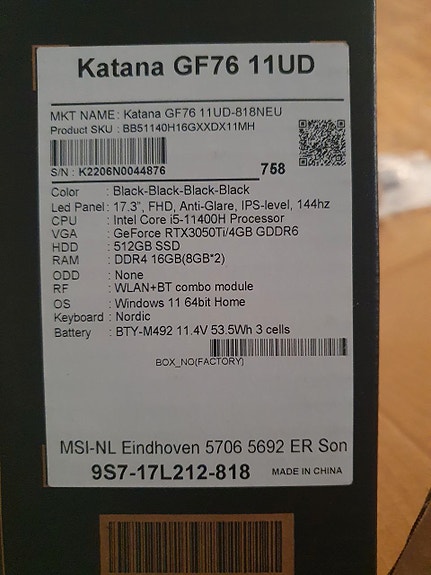 Katana GF76 11UD
MKT NAME : Katana GF76 11UD-818NEU
Product SKU : BB51140H16GXXDX11MH
S/N : K2206N0044876 758
Color : Black-Black-Black-Black
Led Panel : 17.3", FHD, Anti-Glare, IPS-level, 144hz
CPU : Intel Core i5-11400H Processor
VGA : GeForce RTX3050Ti/4GB GDDR6
HDD : 512GB SSD
RAM : DDR4 16GB(8GB*2)
ODD : None
RF : WLAN+BT combo module
OS : Windows 11 64bit Home
Keyboard : Nordic
Battery : BTY-M492 11.4V 53.5Wh 3 cells
BOX_NO(FACTORY)
MSI-NL Eindhoven 5706 5692 ER Son
9S7-17L212-818 MADE IN CHINA